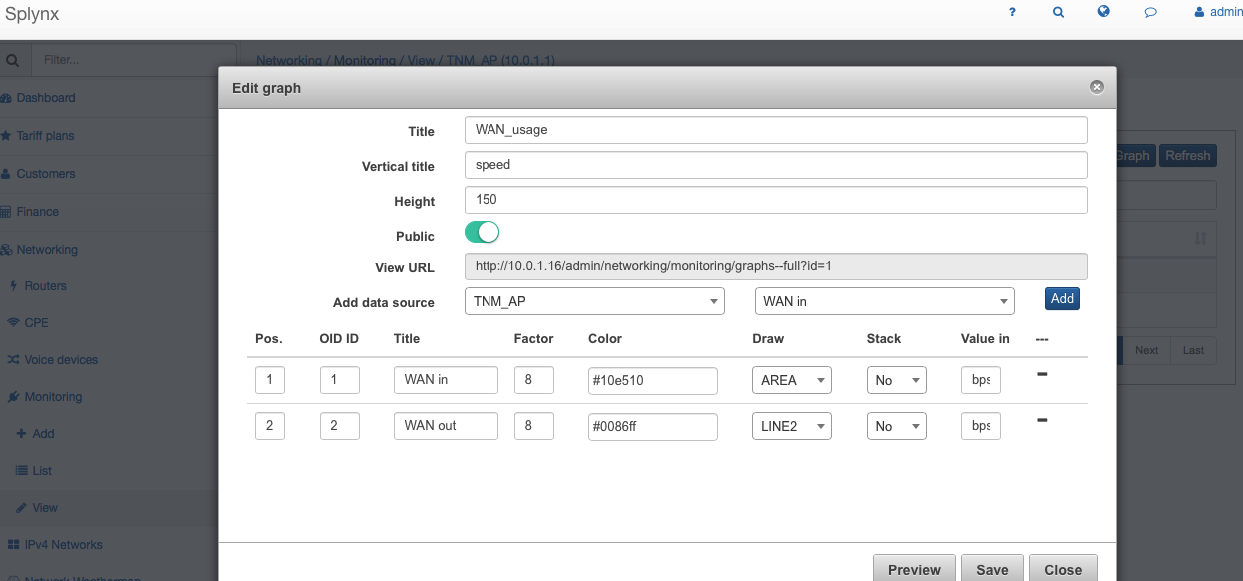 Splynx
? admin
Filter...
Networking / Monitoring / View / TNM_AP (10.0.1.1)
Dashboard
Tariff plans
Customers
Finance
Networking
Routers
CPE
Voice devices
Monitoring
Add
List
View
IPv4 Networks
Network Weathermap
Edit graph
Title WAN_usage
Vertical title speed
Height 150
Public
View URL http://10.0.1.16/admin/networking/monitoring/graphs--full?id=1
Add data source TNM_AP WAN in Add
Pos. OID ID Title Factor Color Draw Stack Value in ---
1 1 WAN in 8 #10e510 AREA No bps
2 2 WAN out 8 #0086ff LINE2 No bps
Preview Save Close
Graph Refresh
Next Last